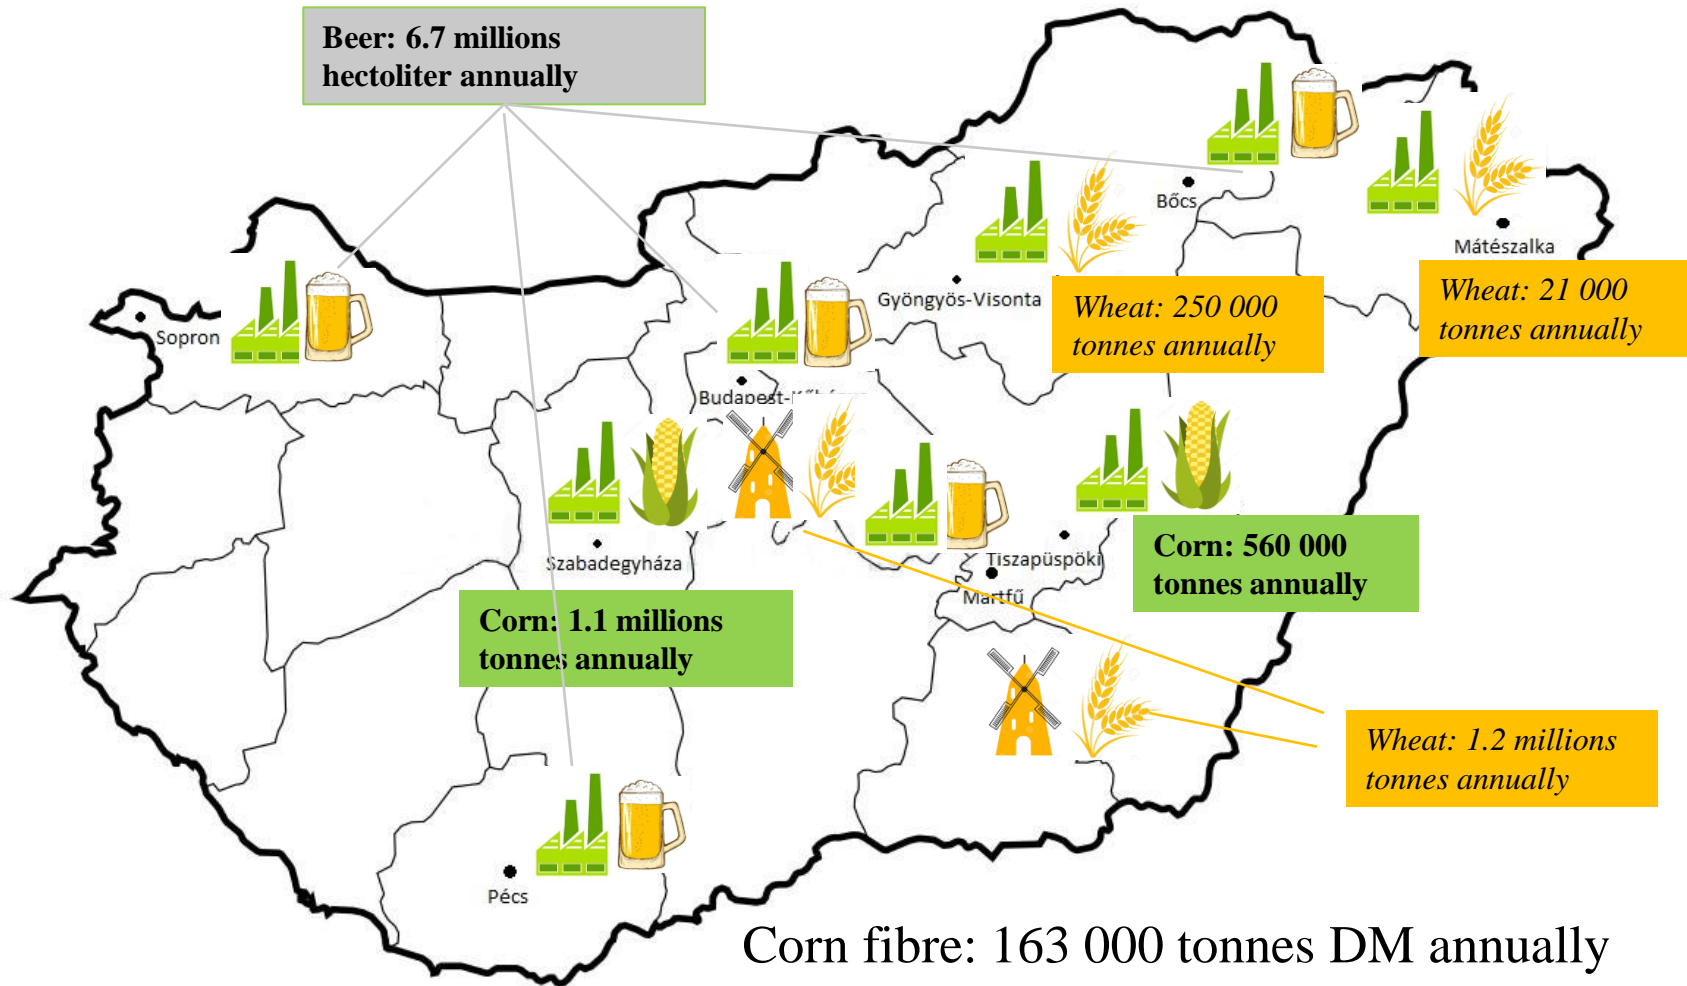 Beer: 6.7 millions
hectoliter annually
Bőcs
Mátészalka
Gyöngyös-Visonta
Wheat: 250 000
tonnes annually
Wheat: 21 000
tonnes annually
Sopron
Budapest-
Szabadegyháza
Tiszapüspöki
Martfű
Corn: 560 000
tonnes annually
Corn: 1.1 millions
tonnes annually
Wheat: 1.2 millions
tonnes annually
Pécs
Corn fibre: 163 000 tonnes DM annually